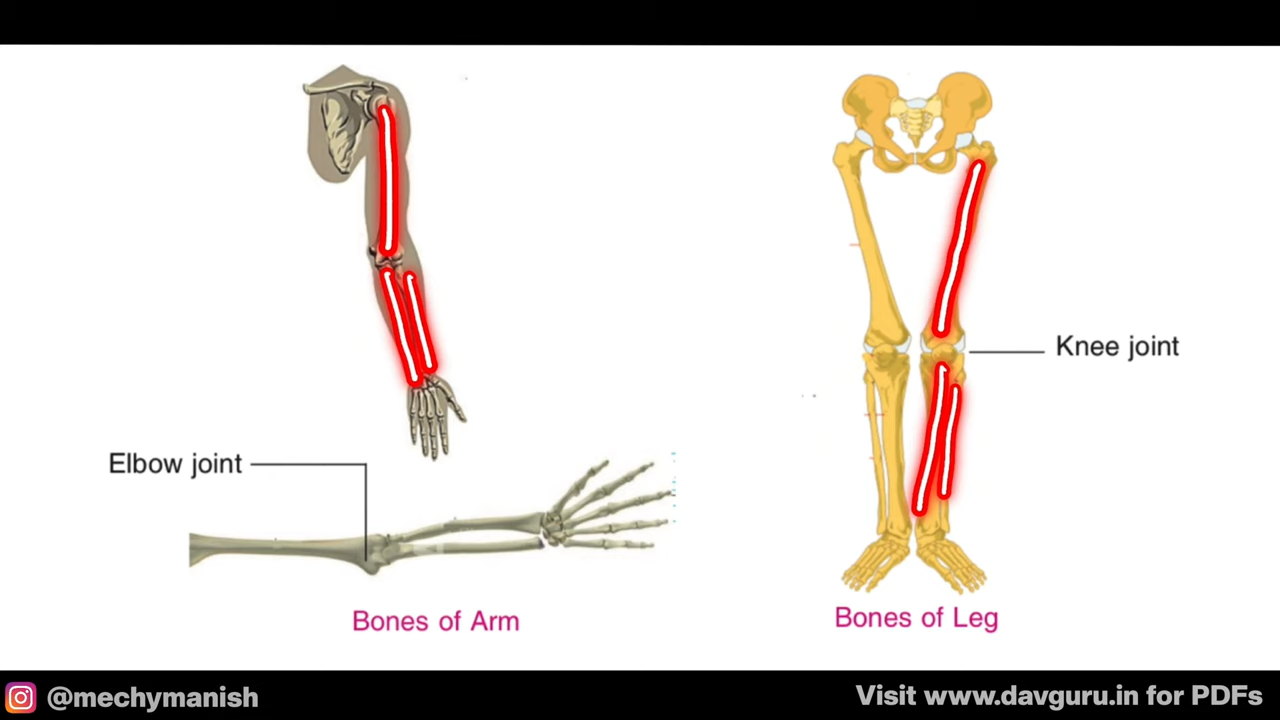 Knee joint
Elbow joint
Bones of Arm
Bones of Leg
@mechymanish
Visit www.davguru.in for PDFs